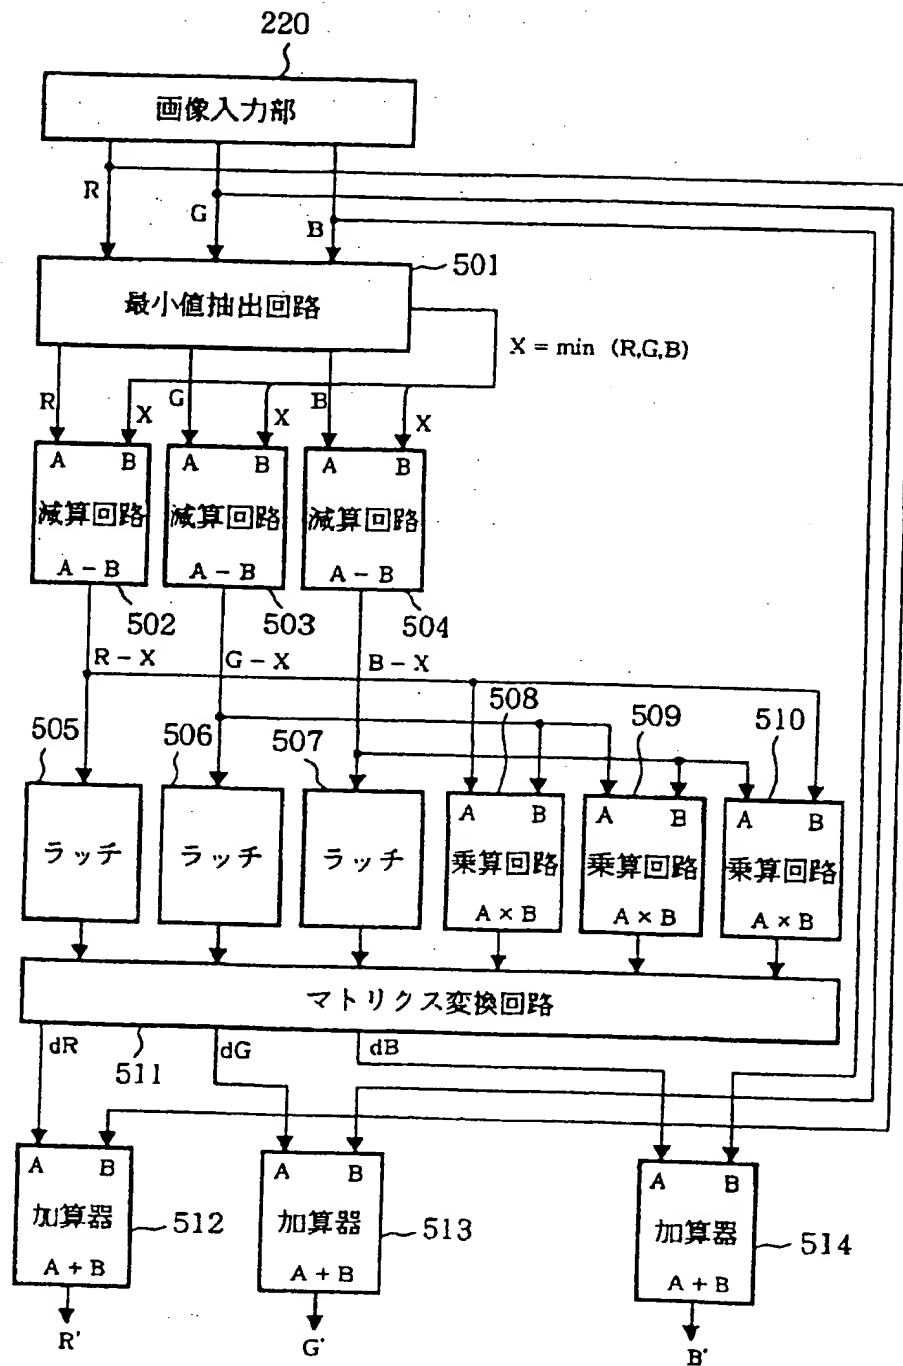 220
画像入力部
R
G
B
501
最小値抽出回路
X = min (R,G,B)
R
X
G
X
B
X
A B
減算回路
A − B
A B
減算回路
A − B
A B
減算回路
A − B
502
503
504
R − X
G − X
B − X
505
506
507
508
509
510
ラッチ
ラッチ
ラッチ
A B
乗算回路
A × B
A B
乗算回路
A × B
A B
乗算回路
A × B
マトリクス変換回路
511
dR
dG
dB
A B
加算器
A + B
512
A B
加算器
A + B
513
A B
加算器
A + B
514
R'
G'
B'